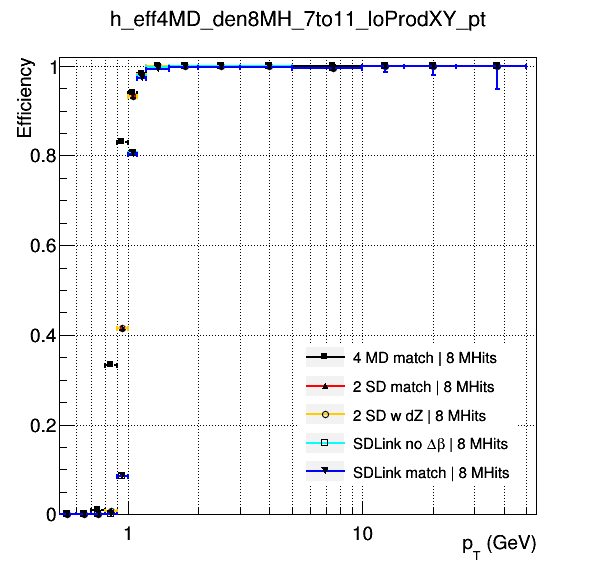 h_eff4MD_den8MH_7to11_loProdXY_pt
Efficiency
1
0.8
0.6
0.4
0.2
0
4 MD match | 8 MHits
2 SD match | 8 MHits
2 SD w dZ | 8 MHits
SDLink no Δβ | 8 MHits
SDLink match | 8 MHits
1 10
p_T (GeV)